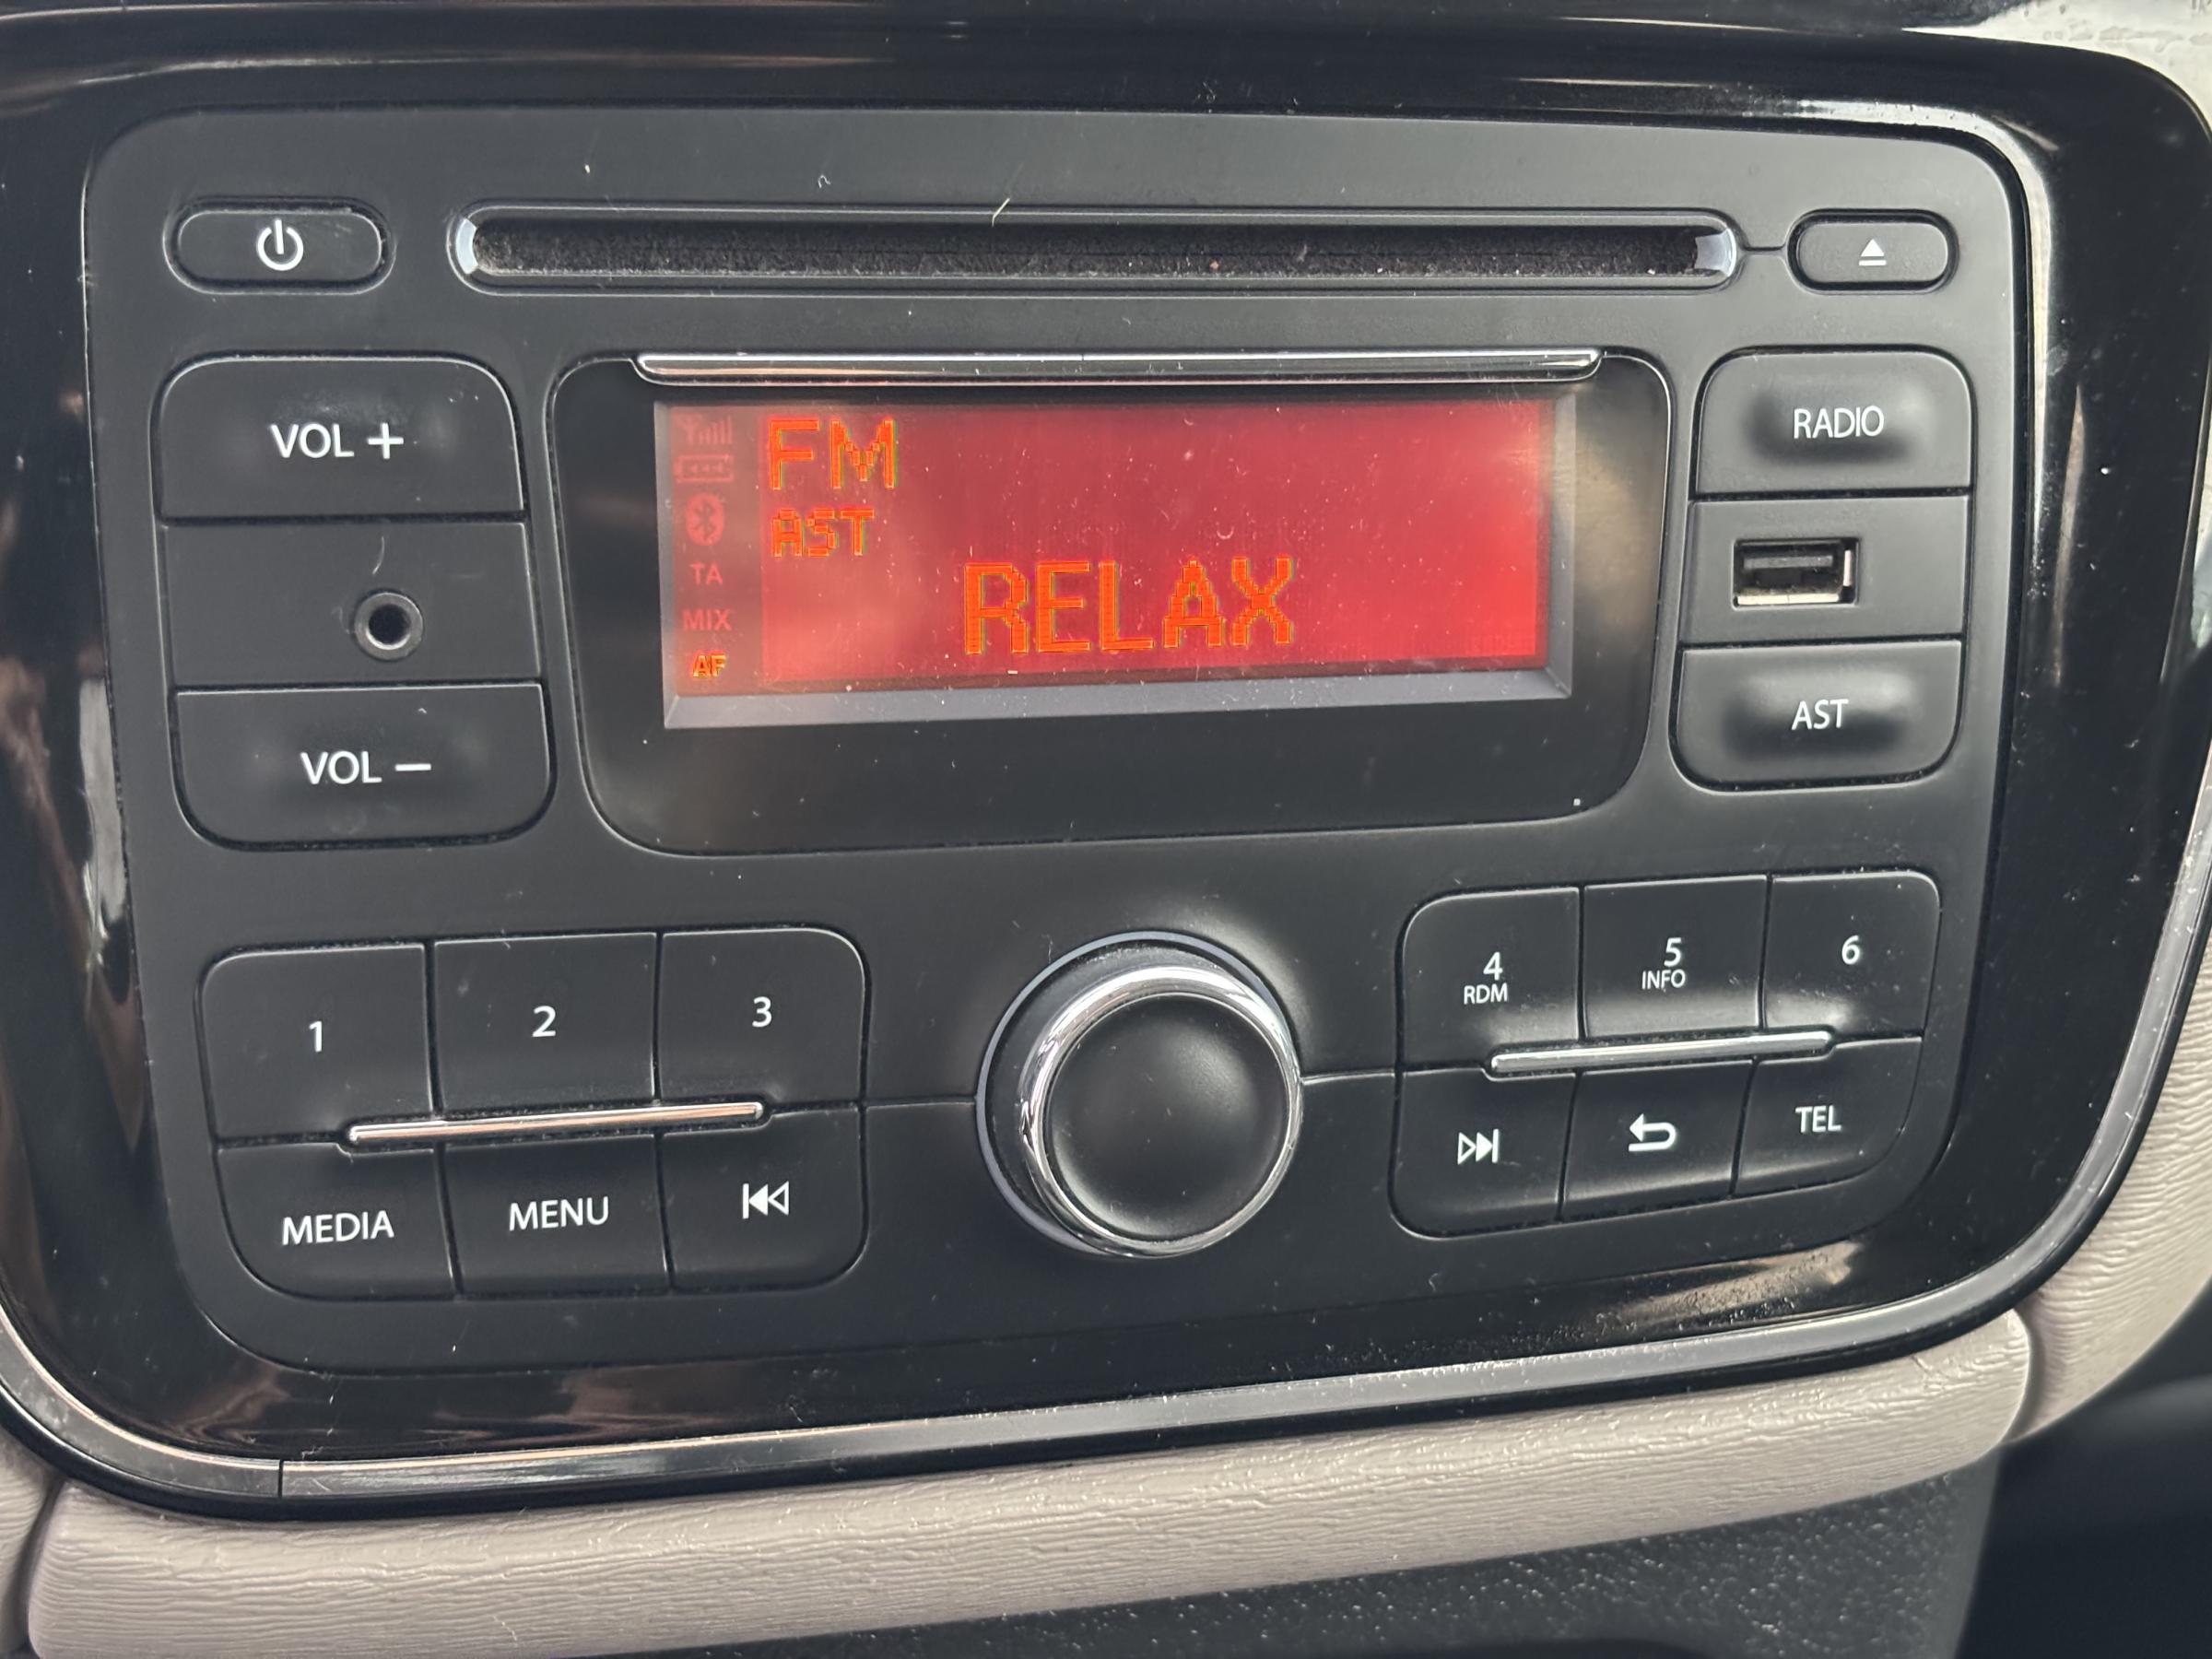 VOL +
VOL −
FM
AST
RELAX
TA
MIX
AF
RADIO
AST
1
2
3
MEDIA
MENU
4
RDM
5
INFO
6
TEL